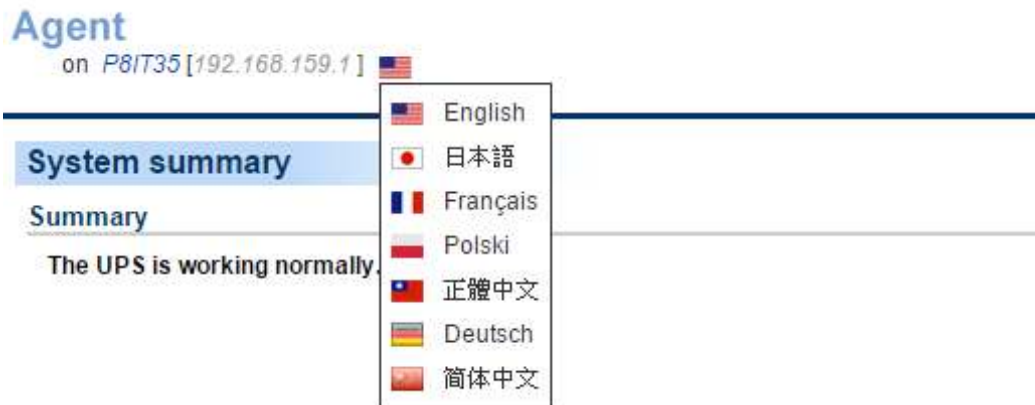 Agent
on P8IT35 [192.168.159.1 ]
English
日本語
System summary
Français
Summary
Polski
The UPS is working normally.
正體中文
Deutsch
简体中文